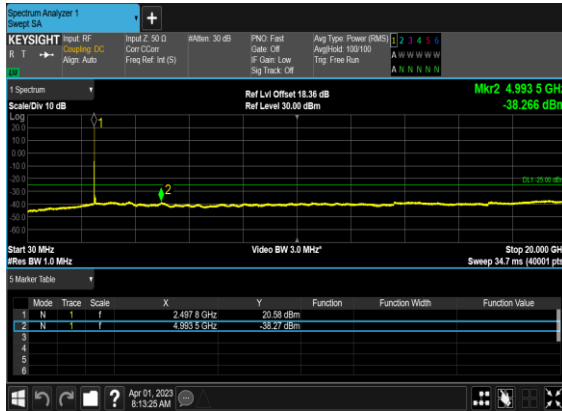 Spectrum Analyzer 1
Swept SA
+
KEYSIGHT Input: RF Input Z: 50 Ω #Atten: 30 dB PNO: Fast Avg Type: Power (RMS) 1 2 3 4 5 6
R T Coupling: DC Corr CCorr Gate: Off Avg|Hold: 100/100 A W W W W W
Align: Auto Freq Ref: Int (S) IF Gain: Low Trig: Free Run
Sig Track: Off A N N N N N
1 Spectrum
Scale/Div 10 dB
Ref Lvl Offset 18.36 dB
Ref Level 30.00 dBm
Mkr2 4.993 5 GHz
-38.266 dBm
Log
20.0
10.0
0.00
-10.0
-20.0
-30.0
-40.0
-50.0
-60.0
1
2
DL1 -25.00 dBm
Start 30 MHz Video BW 3.0 MHz* Stop 20.000 GHz
#Res BW 1.0 MHz Sweep 34.7 ms (40001 pts)
5 Marker Table
Mode Trace Scale X Y Function Function Width Function Value
1 N 1 f 2.497 8 GHz 20.58 dBm
2 N 1 f 4.993 5 GHz -38.27 dBm
3
4
5
6
? Apr 01, 2023
8:13:25 AM